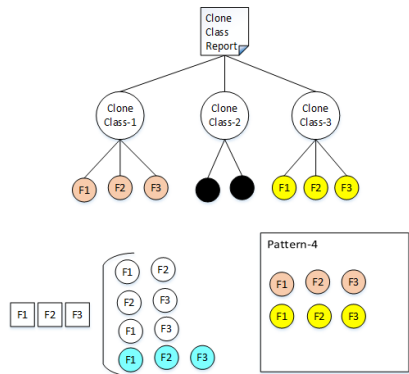 Clone
Class
Report
Clone
Class-1
Clone
Class-2
Clone
Class-3
F1 F2 F3
F1 F2 F3
Pattern-4
F1 F2 F3
F1 F2 F3
F1 F2 F3
F1 F2
F2 F3
F1 F3
F1 F2 F3